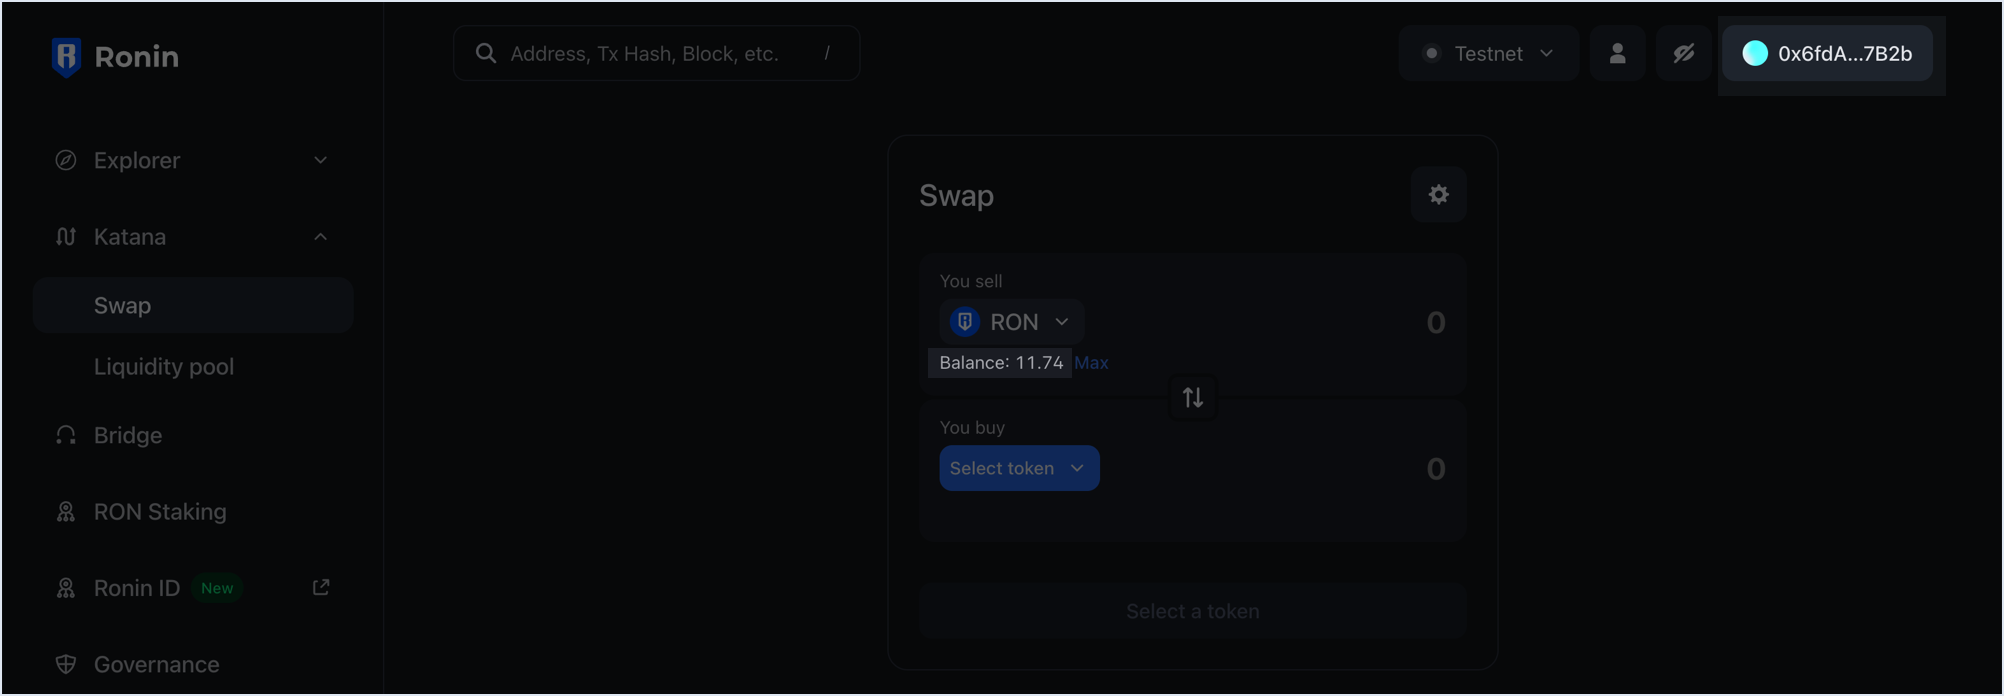 Ronin
Address, Tx Hash, Block, etc. /
Testnet
0x6fdA...7B2b
Explorer
Katana
Swap
Liquidity pool
Bridge
RON Staking
Ronin ID New
Governance
Swap
You sell
RON
0
Balance: 11.74 Max
You buy
Select token
0
Select a token